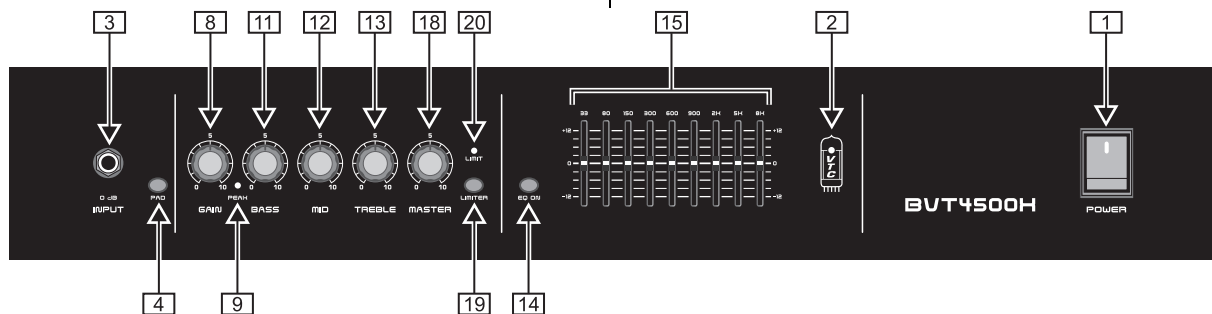 3 8 11 12 13 18 20 15 2 1
33 80 150 300 600 900 2H 5H 8H
5 5 5 5 5
+12 +12
LIMIT
0 0
VTC
0 10 0 10 0 10 0 10 0 10
0 dB PAD PEAK LIMITER EQ ON -12 -12
INPUT GAIN BASS MID TREBLE MASTER
BVT4500H POWER
4 9 19 14